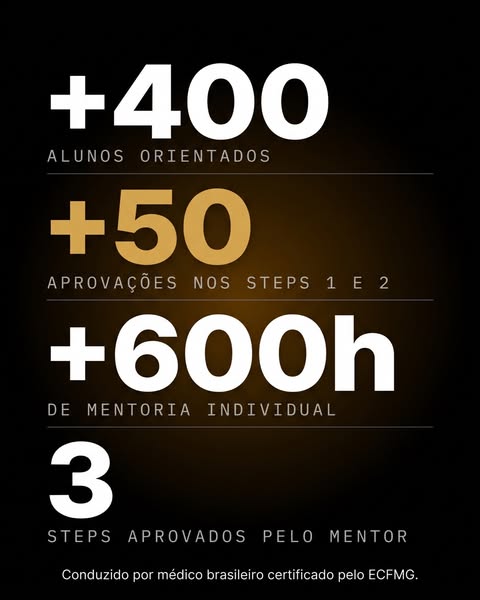 +400
ALUNOS ORIENTADOS
+50
APROVAÇÕES NOS STEPS 1 E 2
+600h
DE MENTORIA INDIVIDUAL
3
STEPS APROVADOS PELO MENTOR
Conduzido por médico brasileiro certificado pelo ECFMG.